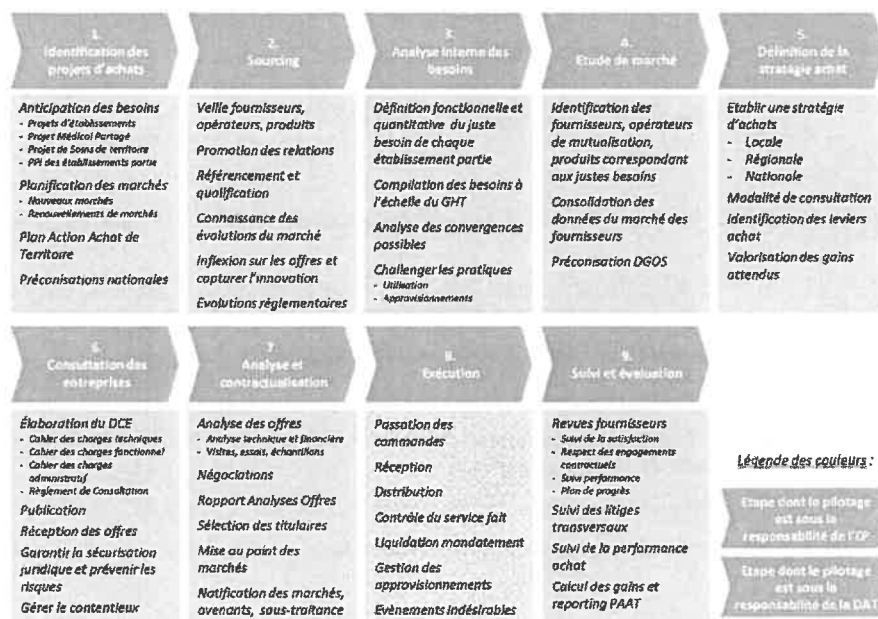 1.
Identification des
projets d'achats
Anticipation des besoins
- Projets d'établissements
- Projet Médical Partagé
- Projet de Soins de territoire
- PPI des établissements partie
Planification des marchés
- Nouveaux marchés
- Renouvellements de marchés
Plan Action Achat de
Territoire
Préconisations nationales
2.
Sourcing
Veille fournisseurs,
opérateurs, produits
Promotion des relations
Référencement et
qualification
Connaissance des
évolutions du marché
Inflexion sur les offres et
capturer l'innovation
Evolutions réglementaires
3.
Analyse interne des
besoins
Définition fonctionnelle et
quantitative du juste
besoin de chaque
établissement partie
Compilation des besoins à
l'échelle du GHT
Analyse des convergences
possibles
Challenger les pratiques
- Utilisation
- Approvisionnements
4.
Etude de marché
Identification des
fournisseurs, opérateurs
de mutualisation,
produits correspondant
aux justes besoins
Consolidation des
données du marché des
fournisseurs
Préconisation DGOS
5.
Définition de la
stratégie achat
Etablir une stratégie
d'achats
- Locale
- Régionale
- Nationale
Modalité de consultation
Identification des leviers
achat
Valorisation des gains
attendus
6.
Consultation des
entreprises
Élaboration du DCE
- Cahier des charges techniques
- Cahier des charges fonctionnel
- Cahier des charges
administratif
- Règlement de Consultation
Publication
Réception des offres
Garantir la sécurisation
juridique et prévenir les
risques
Gérer le contentieux
7.
Analyse et
contractualisation
Analyse des offres
- Analyse technique et financière
- Visites, essais, échantillons
Négociations
Rapport Analyses Offres
Sélection des titulaires
Mise au point des
marchés
Notification des marchés,
avenants, sous-traitance
8.
Exécution
Passation des
commandes
Réception
Distribution
Contrôle du service fait
Liquidation mandatement
Gestion des
approvisionnements
Evènements indésirables
9.
Suivi et évaluation
Revues fournisseurs
- Suivi de la satisfaction
- Respect des engagements
contractuels
- Suivi performance
- Plan de progrès
Suivi des litiges
transversaux
Suivi de la performance
achat
Calcul des gains et
reporting PAAT
Légende des couleurs :
Etape dont le pilotage
est sous la
responsabilité de l'EP
Etape dont le pilotage
est sous la
responsabilité de la DAT